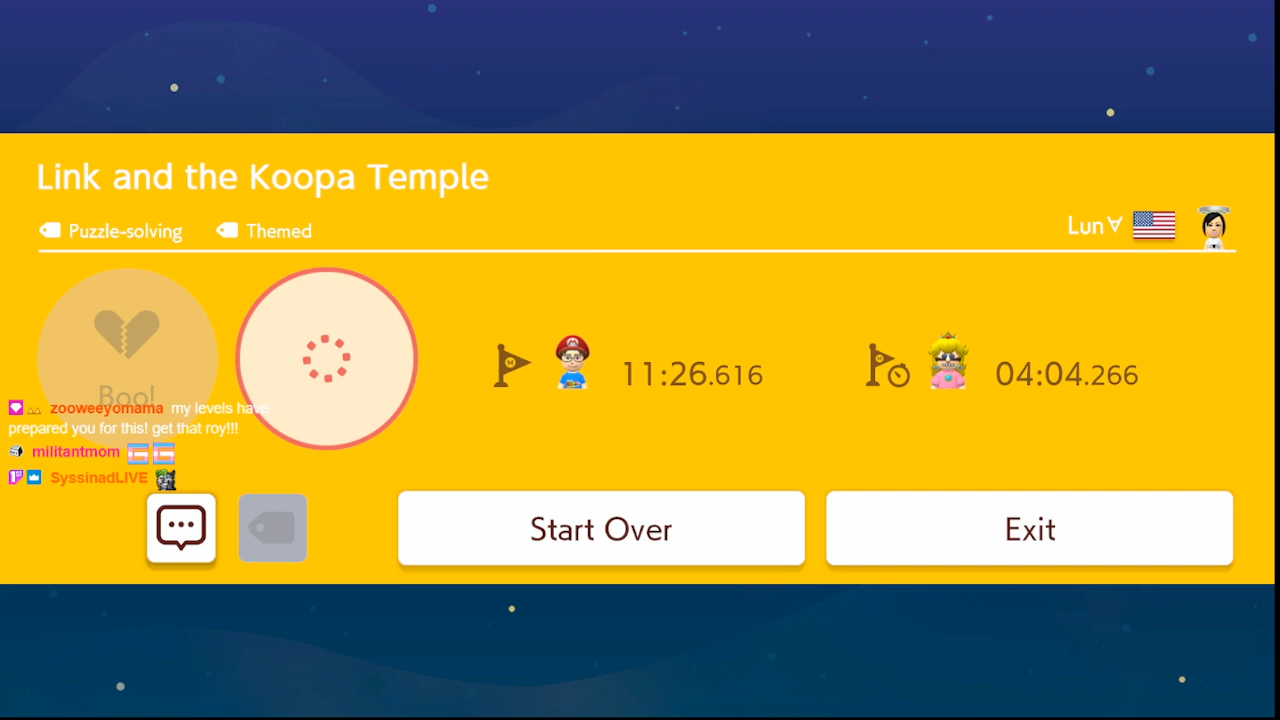 Link and the Koopa Temple
Puzzle-solving Themed
Lun∀
Boo!
11:26.616
04:04.266
zooweeyomama my levels have
prepared you for this! get that roy!!!
militantmom GG
SyssinadLIVE
Start Over
Exit